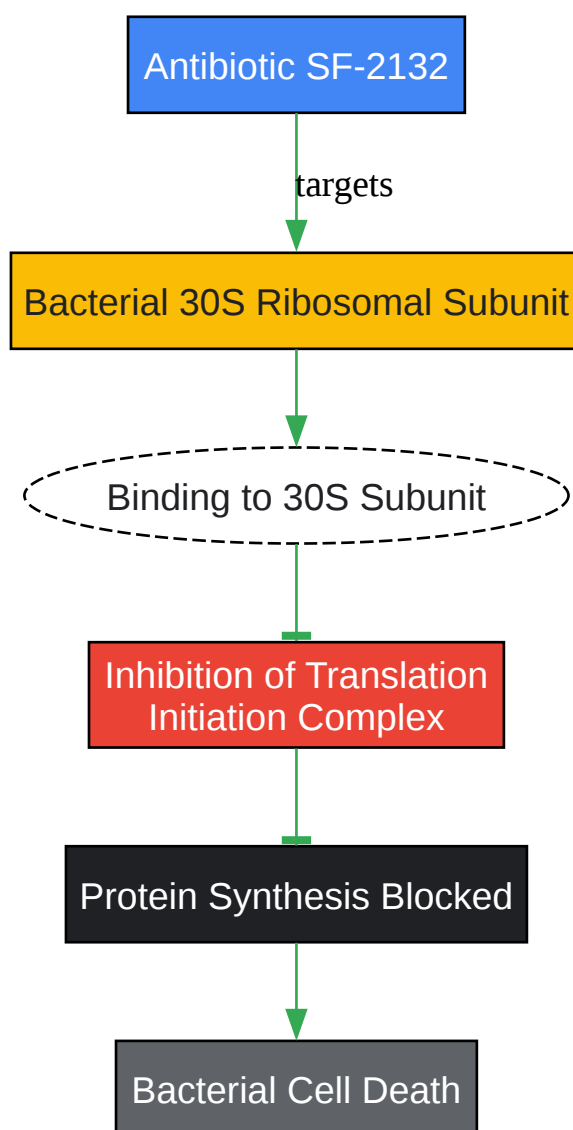 Antibiotic SF-2132
targets
Bacterial 30S Ribosomal Subunit
Binding to 30S Subunit
Inhibition of Translation
Initiation Complex
Protein Synthesis Blocked
Bacterial Cell Death